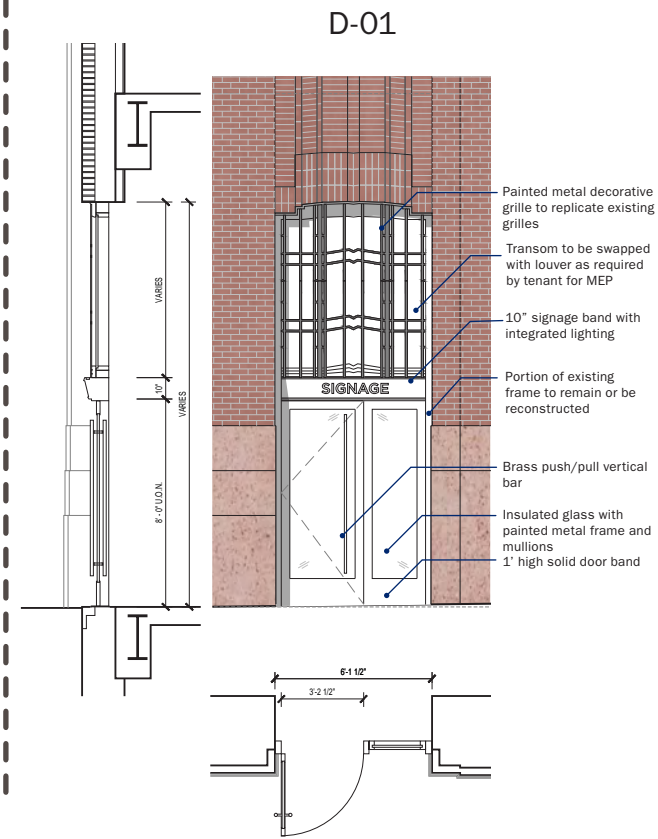 D-01
Painted metal decorative
grille to replicate existing
grilles
Transom to be swapped
with louver as required
by tenant for MEP
10" signage band with
integrated lighting
Portion of existing
frame to remain or be
reconstructed
Brass push/pull vertical
bar
Insulated glass with
painted metal frame and
mullions
1' high solid door band
SIGNAGE
VARIES
10"
VARIES
8' - 0" U.O.N.
6'-1 1/2"
3'-2 1/2"